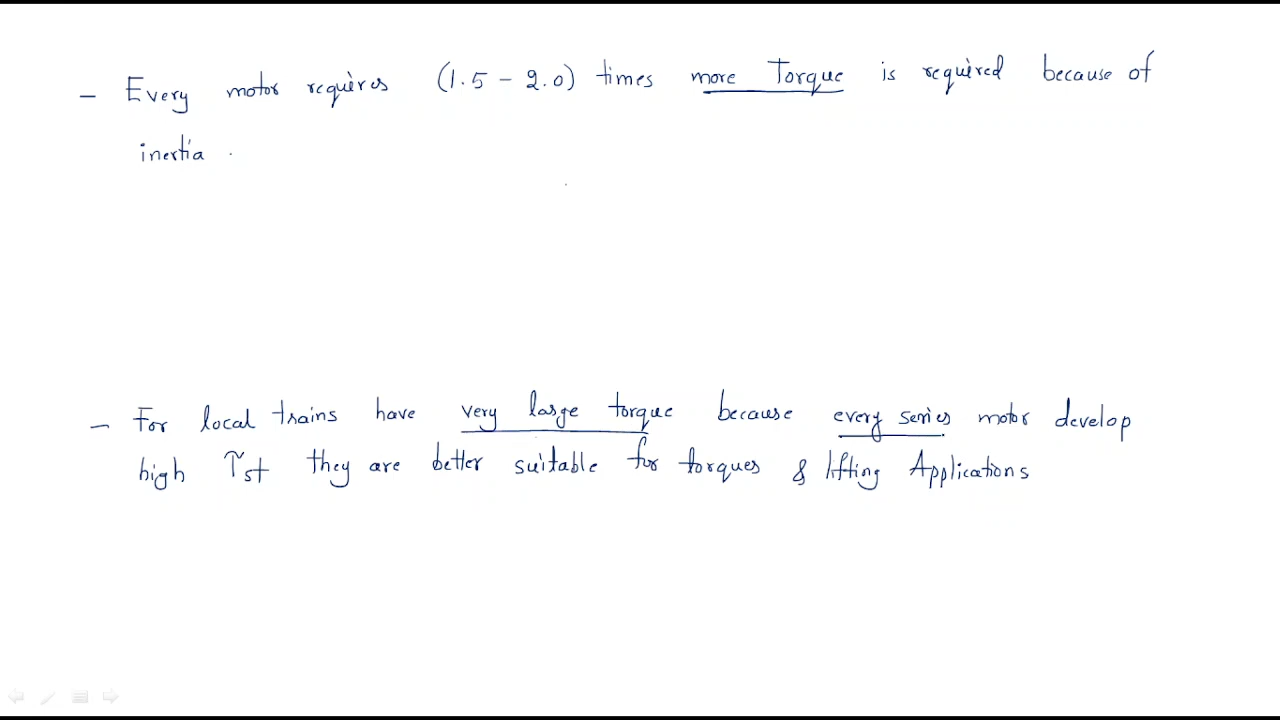 - Every motor requires (1.5 - 2.0) times more Torque is required because of
inertia .
- For local trains have very large torque because every series motor develop
high Tst they are better suitable for torques & lifting Applications